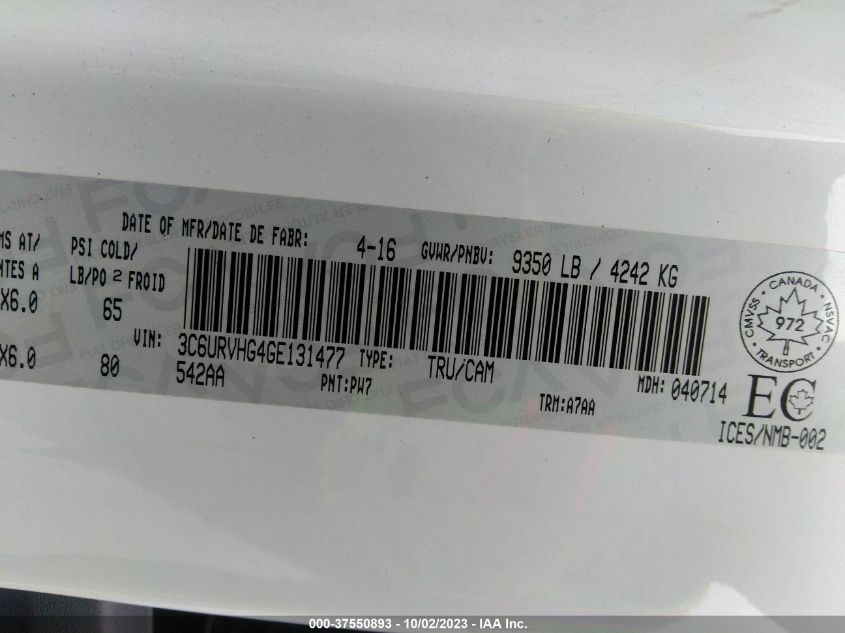 DATE OF MFR/DATE DE FABR: 4-16 GVWR/PNBV: 9350 LB / 4242 KG
MS AT/ PSI COLD/
NTES A LB/PO 2 FROID
X6.0 65
X6.0 80
VIN: 3C6URVHG4GE131477 TYPE: TRU/CAM MDH: 040714
542AA PNT:PW7 TRM:A7AA
CANADA
CMVSS
NSVAC
972
TRANSPORT
EC
ICES/NMB-002
000-37550893 - 10/02/2023 - IAA Inc.